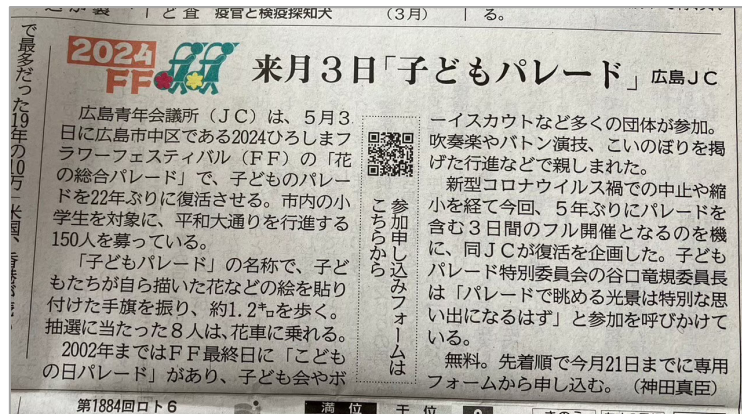 疫官と検疫探知犬
(3月)
る。
で最多だった19年の10万
2024
FF
来月3日「子どもパレード」 広島JC
広島青年会議所(JC)は、5月3
日に広島市中区である2024ひろしまフ
ラワーフェスティバル(FF)の「花
の総合パレード」で、子どものパレー
ドを22年ぶりに復活させる。市内の小
学生を対象に、平和大通りを行進する
150人を募っている。
「子どもパレード」の名称で、子ど
もたちが自ら描いた花などの絵を貼り
付けた手旗を振り、約1.2㌔を歩く。
抽選に当たった8人は、花車に乗れる。
2002年まではFF最終日に「こども
の日パレード」があり、子ども会やボ
参加申し込みフォームは
こちらから
ーイスカウトなど多くの団体が参加。
吹奏楽やバトン演技、こいのぼりを掲
げた行進などで親しまれた。
新型コロナウイルス禍での中止や縮
小を経て今回、5年ぶりにパレードを
含む3日間のフル開催となるのを機
に、同JCが復活を企画した。子ども
パレード特別委員会の谷口竜規委員長
は「パレードで眺める光景は特別な思
い出になるはず」と参加を呼びかけて
いる。
無料。先着順で今月21日までに専用
フォームから申し込む。(神田真臣)
第1884回ロト6